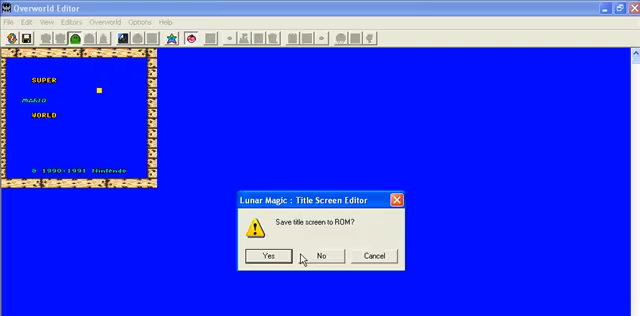 Overworld Editor
File Edit View Editors Overworld Options Help
SUPER
MARIO
WORLD
© 1990-1991 Nintendo
Lunar Magic : Title Screen Editor
Save title screen to ROM?
Yes No Cancel